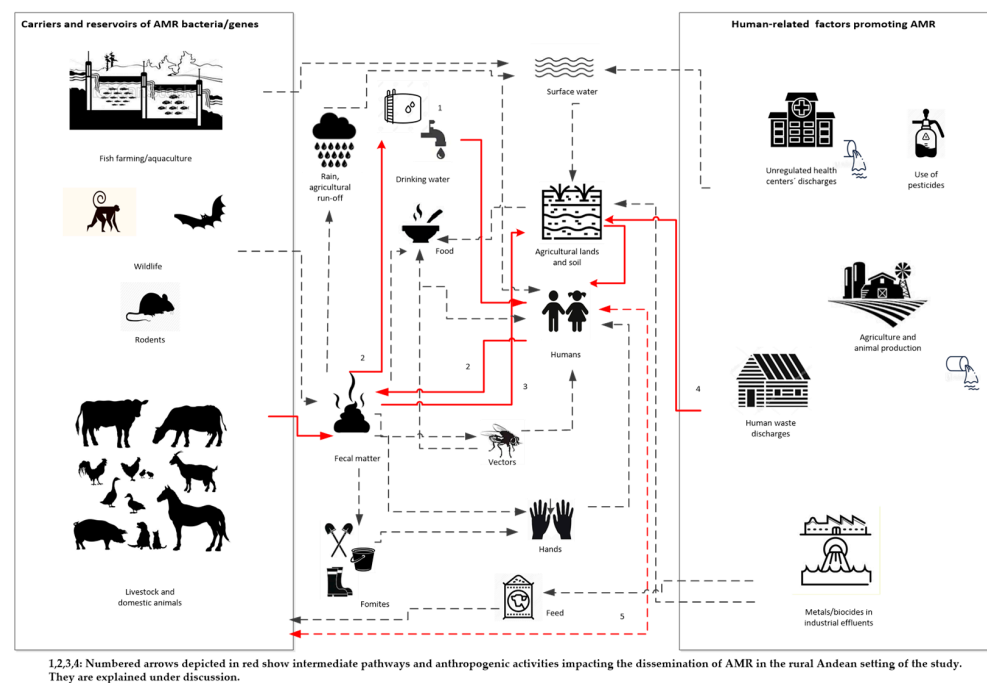 Carriers and reservoirs of AMR bacteria/genes
Fish farming/aquaculture
Wildlife
Rodents
Livestock and
domestic animals
Rain,
agricultural
run-off
1
Drinking water
Food
Surface water
Agricultural lands
and soil
Humans
2
2
3
4
Fecal matter
Vectors
Hands
Fomites
Feed
5
Human-related factors promoting AMR
Unregulated health
centers´ discharges
Use of
pesticides
Agriculture and
animal production
Human waste
discharges
Metals/biocides in
industrial effluents
1,2,3,4: Numbered arrows depicted in red show intermediate pathways and anthropogenic activities impacting the dissemination of AMR in the rural Andean setting of the study.
They are explained under discussion.